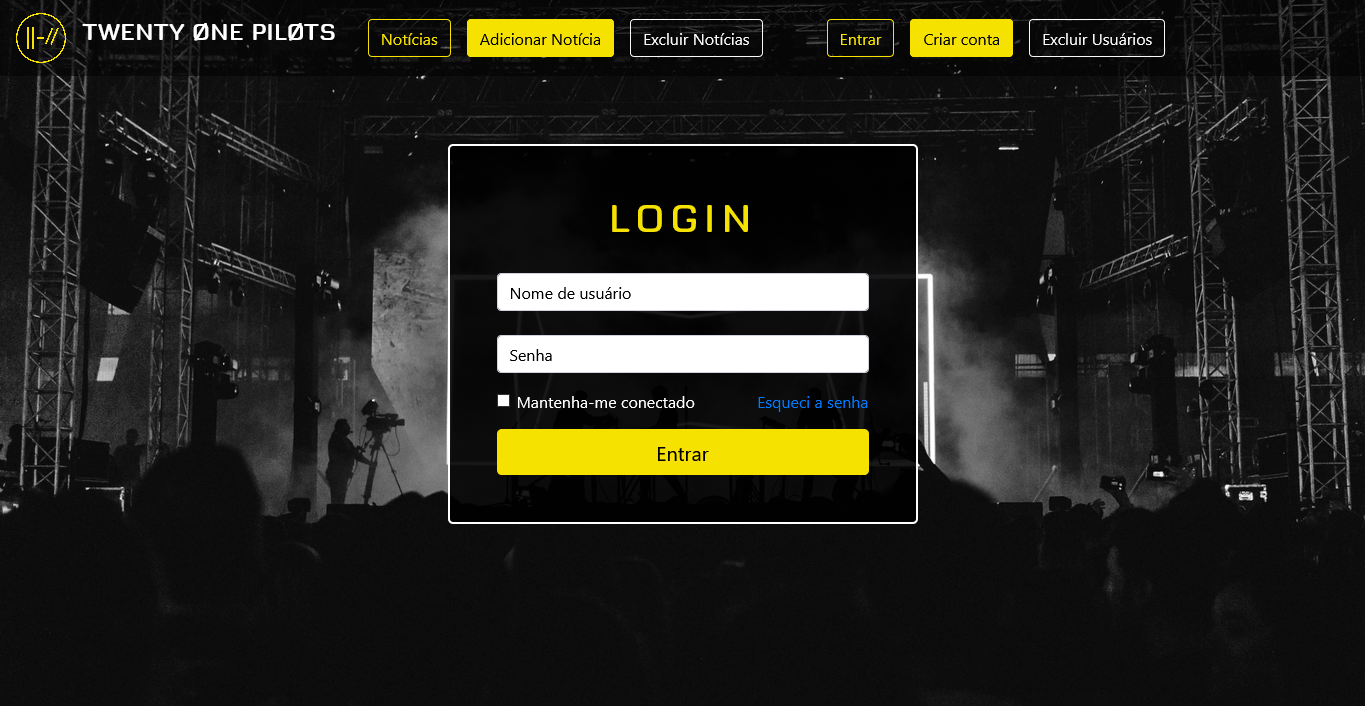 TWENTY ØNE PILØTS Notícias Adicionar Notícia Excluir Notícias Entrar Criar conta Excluir Usuários
LOGIN
Nome de usuário
Senha
Mantenha-me conectado Esqueci a senha
Entrar